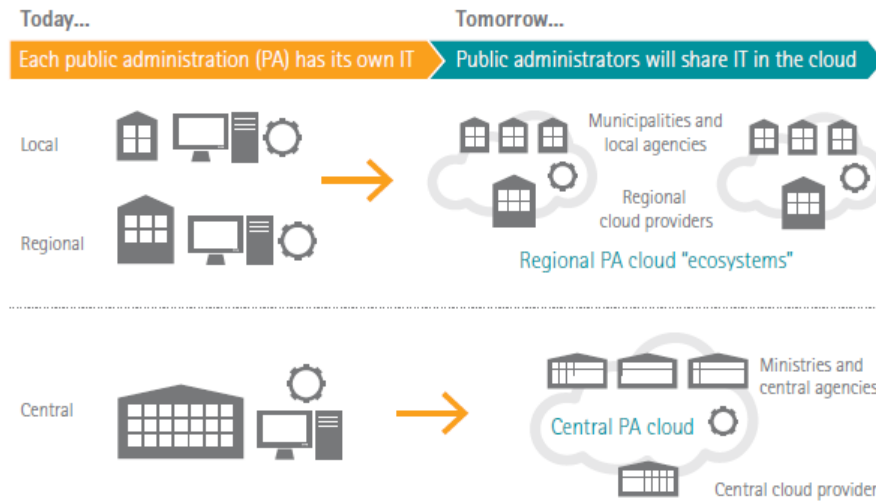 Today...
Tomorrow...
Each public administration (PA) has its own IT
Public administrators will share IT in the cloud
Local
Municipalities and
local agencies
Regional
cloud providers
Regional
Regional PA cloud "ecosystems"
Ministries and
central agencies
Central
Central PA cloud
Central cloud provider